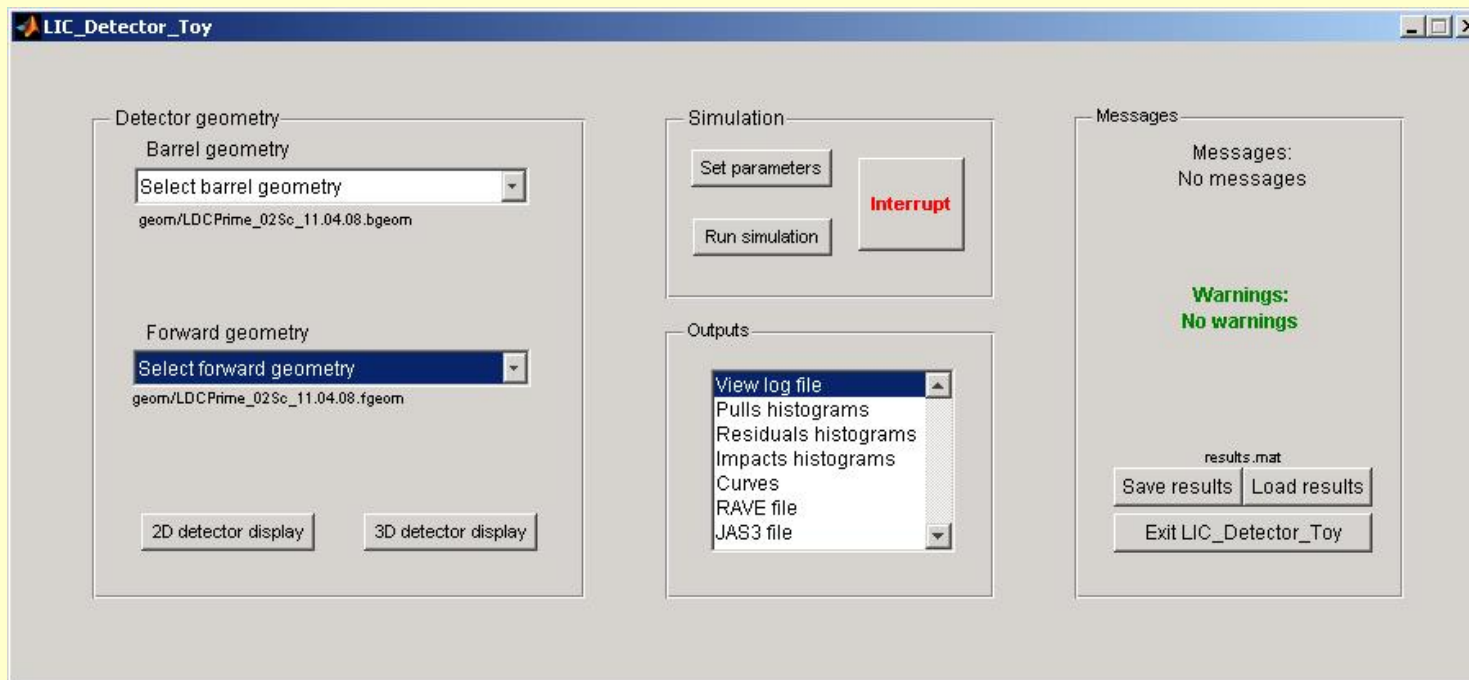 LIC_Detector_Toy
Detector geometry
Barrel geometry
Select barrel geometry
geom/LDCPrime_02Sc_11.04.08.bgeom
Forward geometry
Select forward geometry
geom/LDCPrime_02Sc_11.04.08.fgeom
2D detector display
3D detector display
Simulation
Set parameters
Run simulation
Interrupt
Outputs
View log file
Pulls histograms
Residuals histograms
Impacts histograms
Curves
RAVE file
JAS3 file
Messages
Messages:
No messages
Warnings:
No warnings
results.mat
Save results
Load results
Exit LIC_Detector_Toy